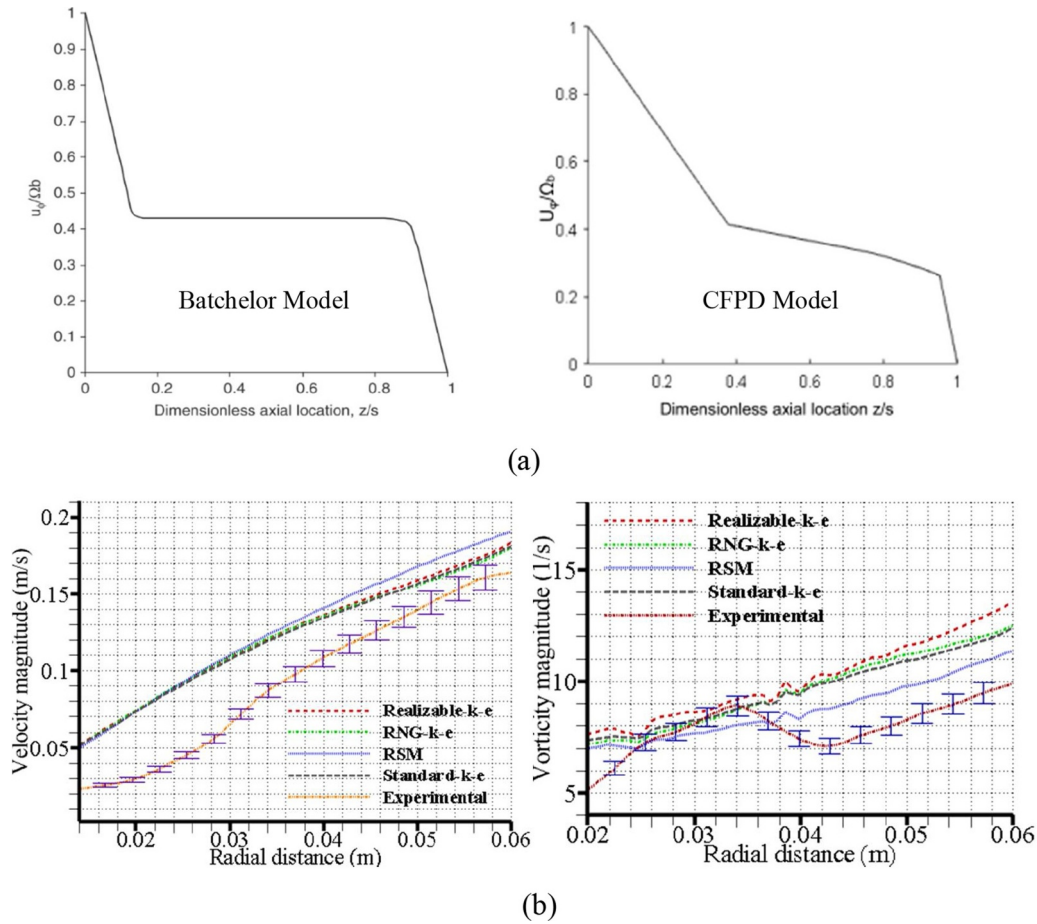 1
0.9
0.8
0.7
0.6
0.5
0.4
0.3
0.2
0.1
0
uϕ/Ωb
Batchelor Model
0 0.2 0.4 0.6 0.8 1
Dimensionless axial location, z/s
1
0.8
0.6
0.4
0.2
0
Uφ/Ωb
CFPD Model
0 0.2 0.4 0.6 0.8 1
Dimensionless axial location z/s
(a)
0.2
0.15
0.1
0.05
Velocity magnitude (m/s)
Realizable-k-e
RNG-k-e
RSM
Standard-k-e
Experimental
0.02 0.03 0.04 0.05 0.06
Radial distance (m)
15
10
5
Vorticity magnitude (1/s)
Realizable-k-e
RNG-k-e
RSM
Standard-k-e
Experimental
0.02 0.03 0.04 0.05 0.06
Radial distance (m)
(b)